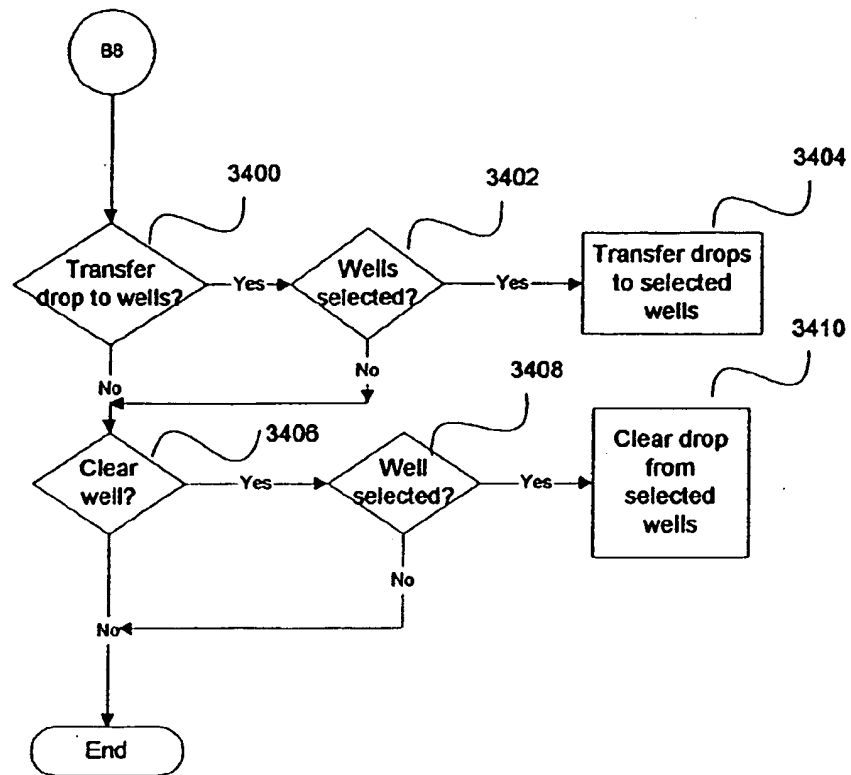 B8
3400
3402
3404
Transfer
drop to wells?
Yes
Wells
selected?
Yes
Transfer drops
to selected
wells
No
No
3406
3408
3410
Clear
well?
Yes
Well
selected?
Yes
Clear drop
from
selected
wells
No
No
End